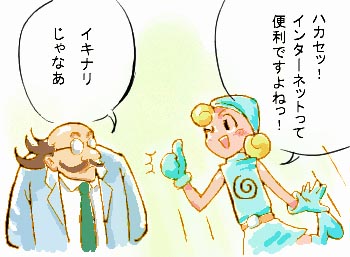 ハカセッ！
インターネットって
便利ですよねっ！
イキナリ
じゃなあ